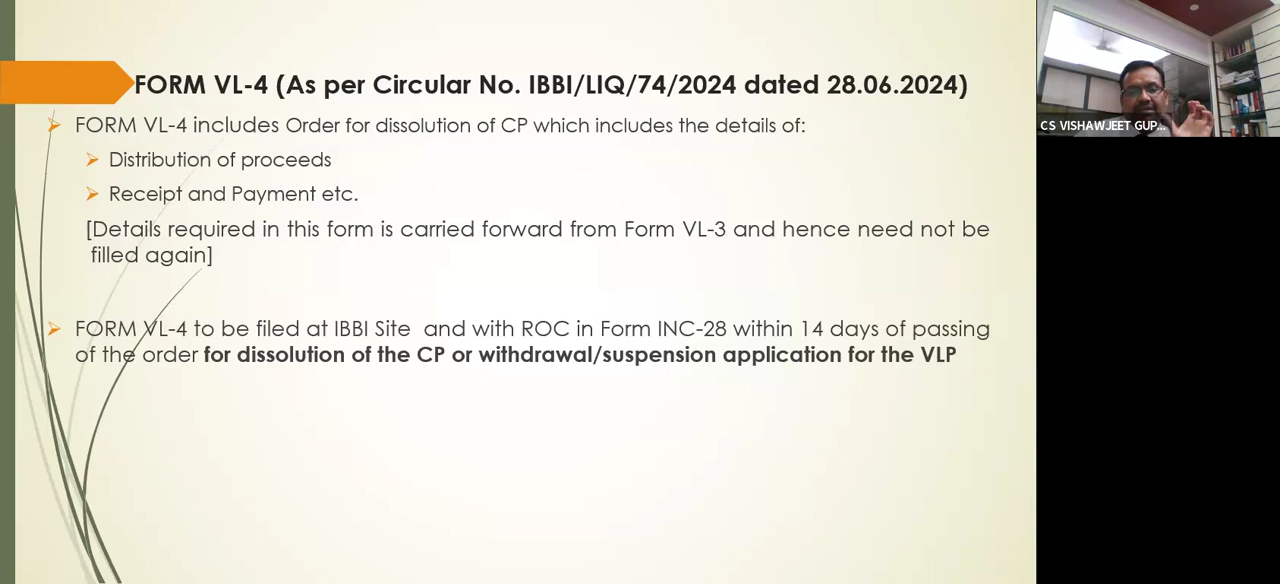 FORM VL-4 (As per Circular No. IBBI/LIQ/74/2024 dated 28.06.2024)
FORM VL-4 includes Order for dissolution of CP which includes the details of:
Distribution of proceeds
Receipt and Payment etc.
[Details required in this form is carried forward from Form VL-3 and hence need not be
filled again]
FORM VL-4 to be filed at IBBI Site and with ROC in Form INC-28 within 14 days of passing
of the order for dissolution of the CP or withdrawal/suspension application for the VLP
CS VISHAWJEET GUP...